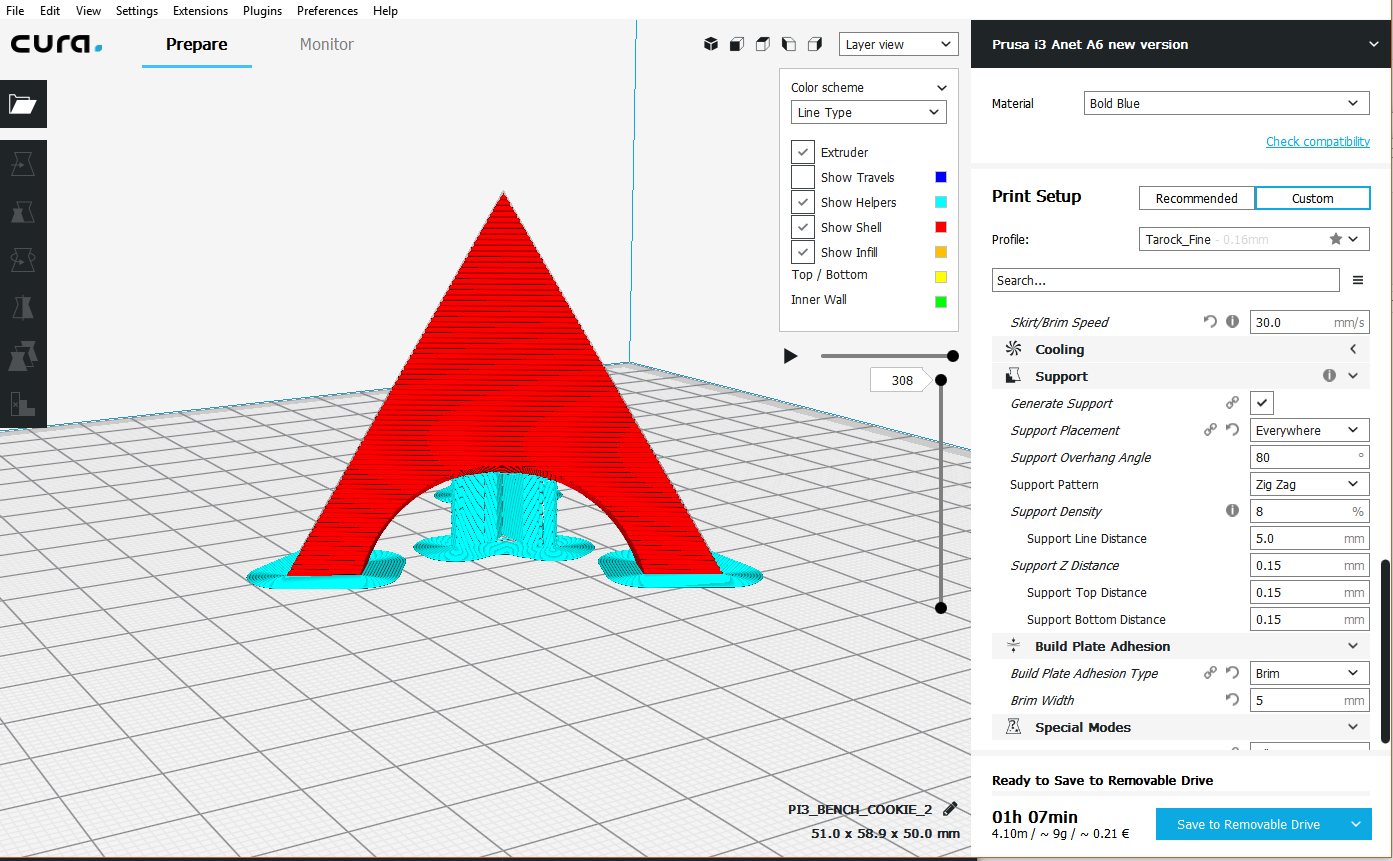 File Edit View Settings Extensions Plugins Preferences Help
cura.
Prepare
Monitor
Layer view
Color scheme
Line Type
Extruder
Show Travels
Show Helpers
Show Shell
Show Infill
Top / Bottom
Inner Wall
308
PI3_BENCH_COOKIE_2
51.0 x 58.9 x 50.0 mm
Prusa i3 Anet A6 new version
Material Bold Blue
Check compatibility
Print Setup Recommended Custom
Profile: Tarock_Fine - 0.16mm
Search...
Skirt/Brim Speed 30.0 mm/s
Cooling
Support
Generate Support
Support Placement Everywhere
Support Overhang Angle 80 °
Support Pattern Zig Zag
Support Density 8 %
Support Line Distance 5.0 mm
Support Z Distance 0.15 mm
Support Top Distance 0.15 mm
Support Bottom Distance 0.15 mm
Build Plate Adhesion
Build Plate Adhesion Type Brim
Brim Width 5 mm
Special Modes
Ready to Save to Removable Drive
01h 07min
4.10m / ~ 9g / ~ 0.21 €
Save to Removable Drive